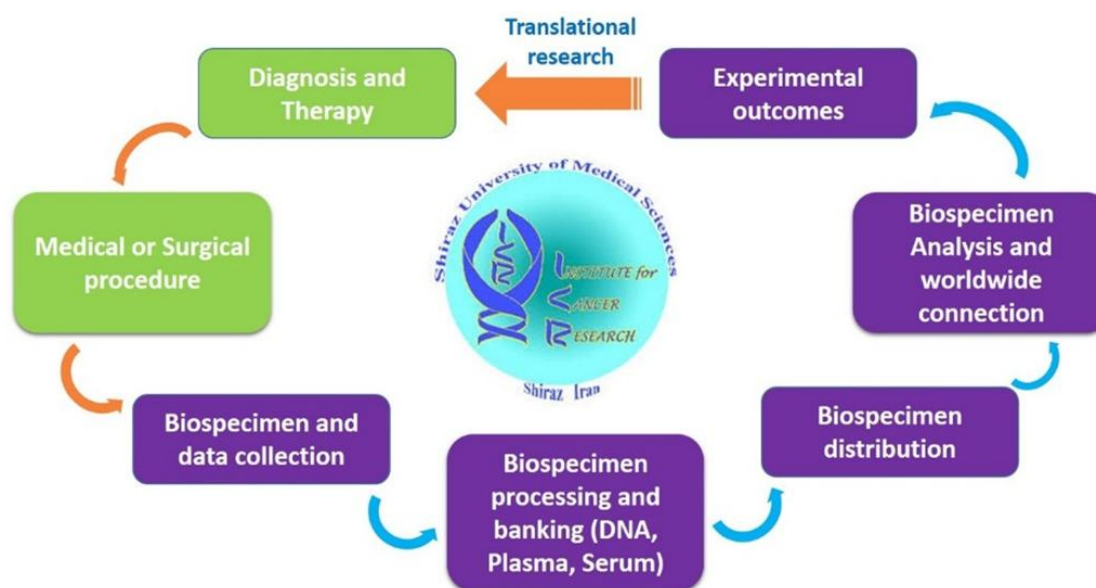 Translational
research
Diagnosis and
Therapy
Experimental
outcomes
Medical or Surgical
procedure
Shiraz University of Medical Sciences
ICR
INSTITUTE for
CANCER
RESEARCH
Shiraz Iran
Biospecimen
Analysis and
worldwide
connection
Biospecimen and
data collection
Biospecimen
processing and
banking (DNA,
Plasma, Serum)
Biospecimen
distribution